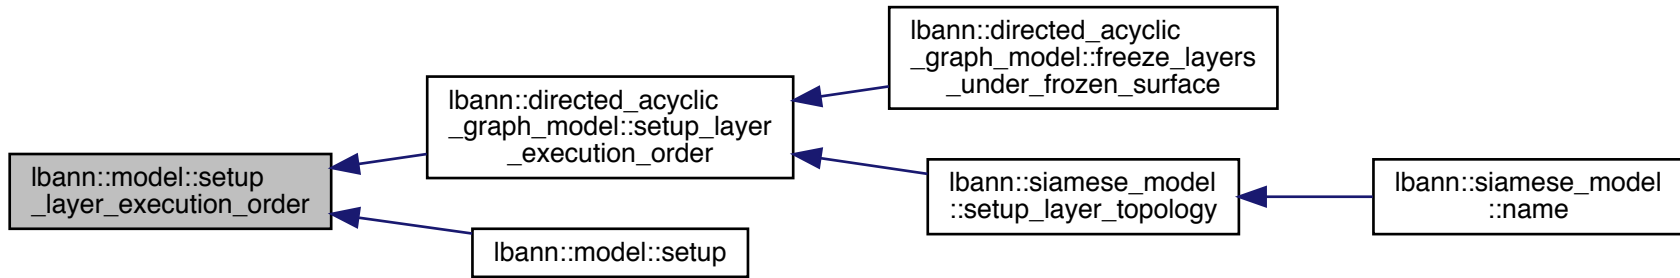 lbann::model::setup
_layer_execution_order
lbann::directed_acyclic
_graph_model::setup_layer
_execution_order
lbann::model::setup
lbann::directed_acyclic
_graph_model::freeze_layers
_under_frozen_surface
lbann::siamese_model
::setup_layer_topology
lbann::siamese_model
::name